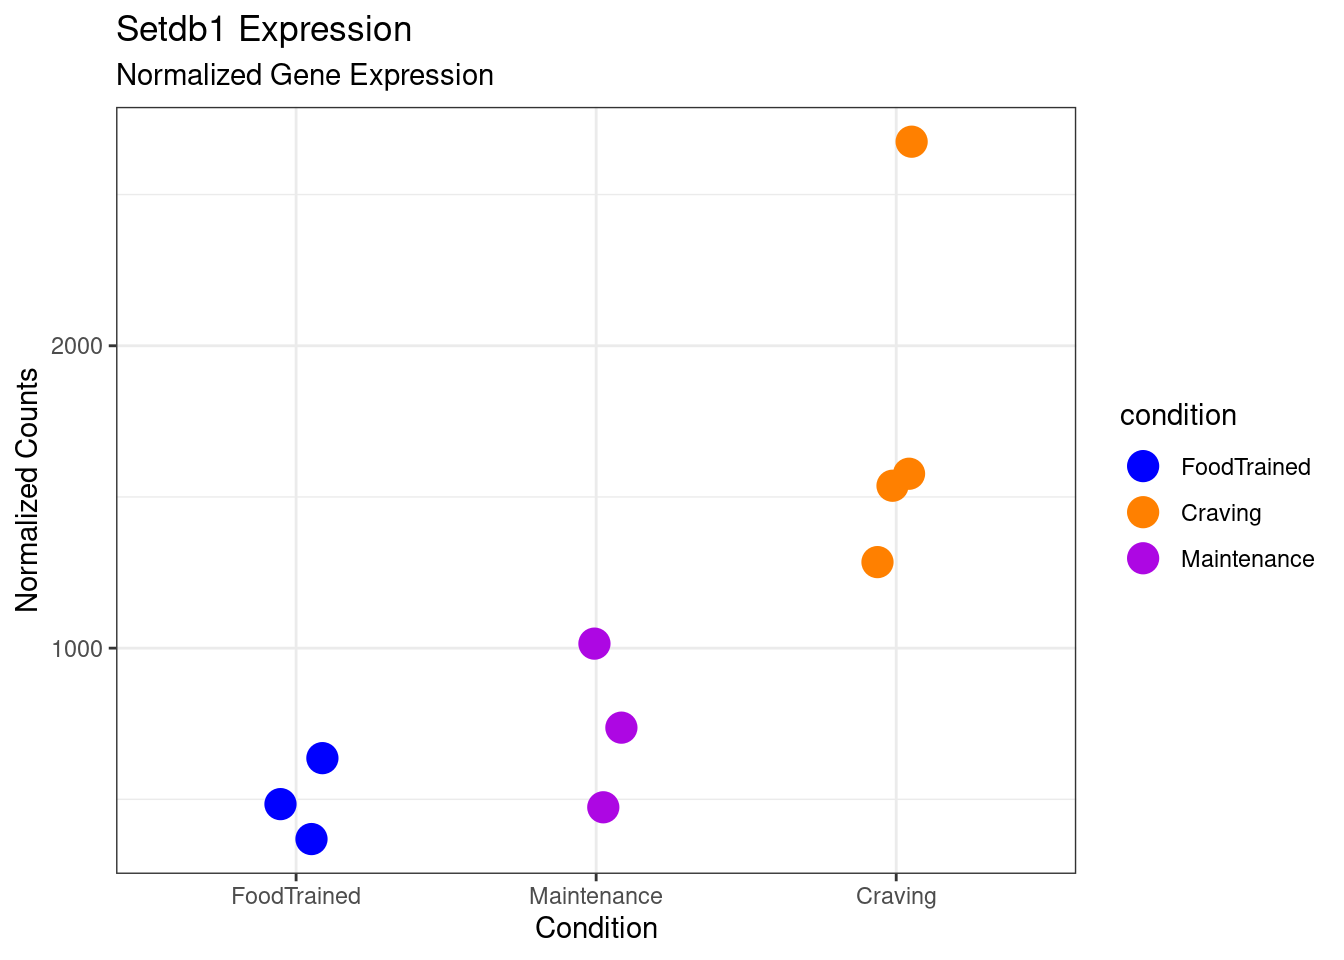 Setdb1 Expression
Normalized Gene Expression
Normalized Counts
2000
1000
FoodTrained
Maintenance
Craving
Condition
condition
FoodTrained
Craving
Maintenance